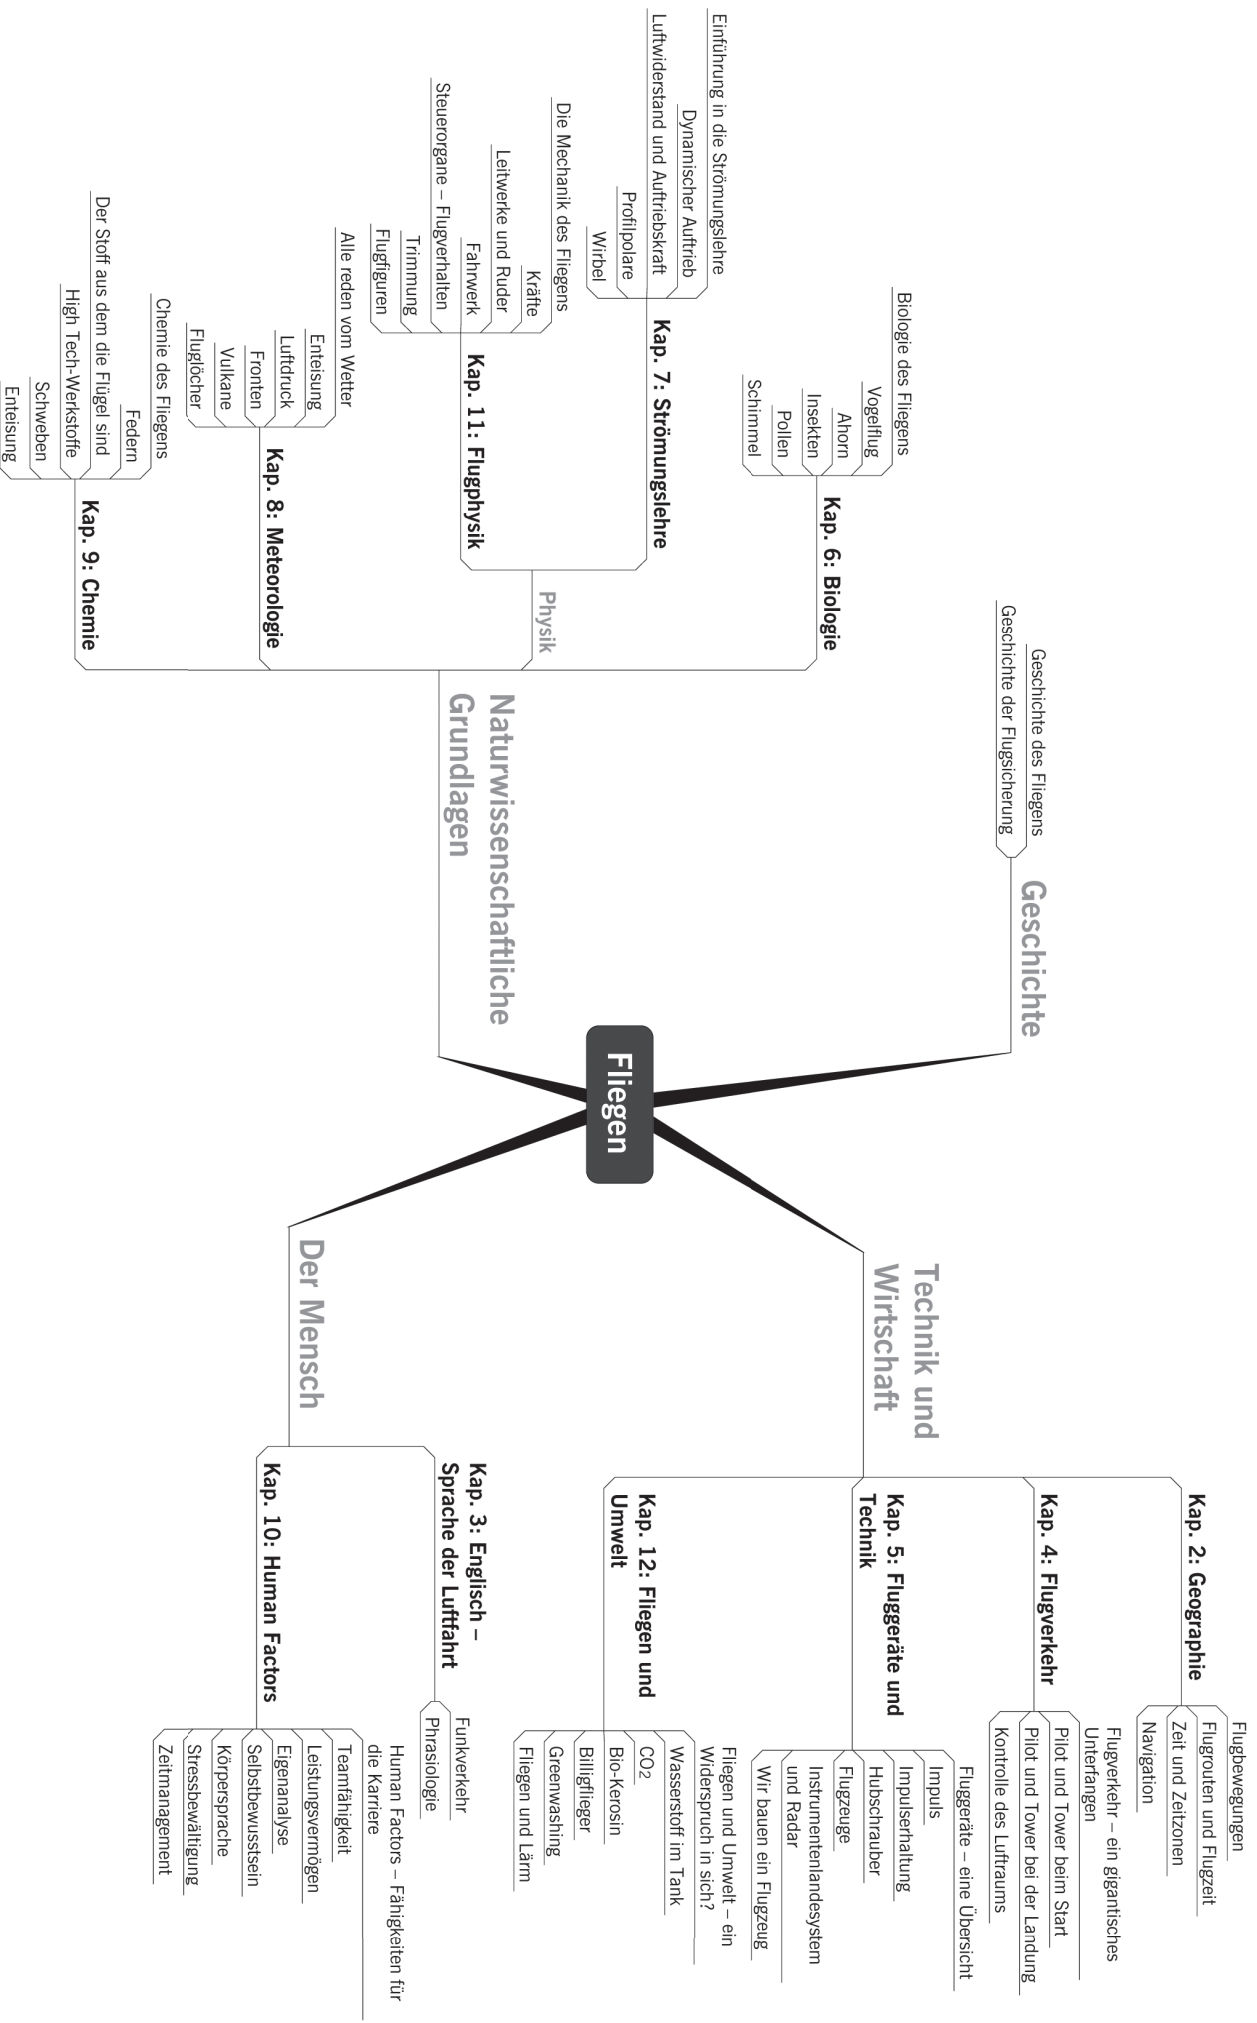 Fliegen
Geschichte
Geschichte des Fliegens
Geschichte der Flugsicherung
Naturwissenschaftliche
Grundlagen
Kap. 6: Biologie
Biologie des Fliegens
Vogelflug
Ahorn
Insekten
Pollen
Schimmel
Physik
Kap. 7: Strömungslehre
Einführung in die Strömungslehre
Dynamischer Auftrieb
Luftwiderstand und Auftriebskraft
Profilpolare
Wirbel
Kap. 11: Flugphysik
Die Mechanik des Fliegens
Kräfte
Leitwerke und Ruder
Fahrwerk
Steuerorgane – Flugverhalten
Trimmung
Flugfiguren
Kap. 8: Meteorologie
Alle reden vom Wetter
Enteisung
Luftdruck
Fronten
Vulkane
Fluglöcher
Kap. 9: Chemie
Chemie des Fliegens
Federn
Der Stoff aus dem die Flügel sind
High Tech-Werkstoffe
Schweben
Enteisung
Technik und
Wirtschaft
Kap. 2: Geographie
Flugbewegungen
Flugrouten und Flugzeit
Zeit und Zeitzonen
Navigation
Kap. 4: Flugverkehr
Flugverkehr – ein gigantisches
Unterfangen
Pilot und Tower beim Start
Pilot und Tower bei der Landung
Kontrolle des Luftraums
Kap. 5: Fluggeräte und
Technik
Fluggeräte – eine Übersicht
Impuls
Impulserhaltung
Hubschrauber
Flugzeuge
Instrumentenlandesystem
und Radar
Wir bauen ein Flugzeug
Kap. 12: Fliegen und
Umwelt
Fliegen und Umwelt – ein
Widerspruch in sich?
Wasserstoff im Tank
CO2
Bio-Kerosin
Billigflieger
Greenwashing
Fliegen und Lärm
Der Mensch
Kap. 3: Englisch –
Sprache der Luftfahrt
Funkverkehr
Phrasiologie
Kap. 10: Human Factors
Human Factors – Fähigkeiten für
die Karriere
Teamfähigkeit
Leistungsvermögen
Eigenanalyse
Selbstbewusstsein
Körpersprache
Stressbewältigung
Zeitmanagement